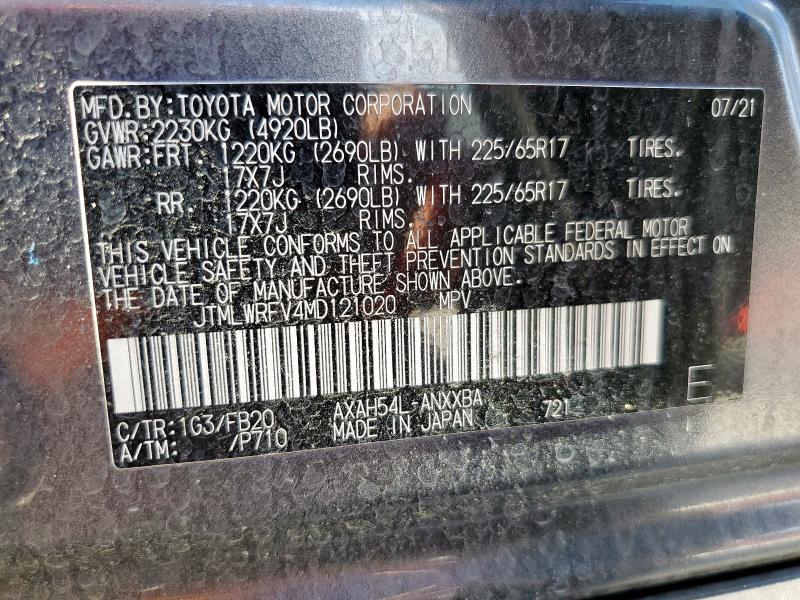 MFD. BY: TOYOTA MOTOR CORPORATION 07/21
GVWR: 2230KG (4920LB)
GAWR: FRT 1220KG (2690LB) WITH 225/65R17 TIRES.
17X7J RIMS.
RR. 1220KG (2690LB) WITH 225/65R17 TIRES.
17X7J RIMS.
THIS VEHICLE CONFORMS TO ALL APPLICABLE FEDERAL MOTOR
VEHICLE SAFETY AND THEFT PREVENTION STANDARDS IN EFFECT ON
THE DATE OF MANUFACTURE SHOWN ABOVE.
JTMLWRFV4MD121020 MPV
C/TR: 1G3/FB20 AXAH54L-ANXXBA 721 E
A/TM: /P710 MADE IN JAPAN